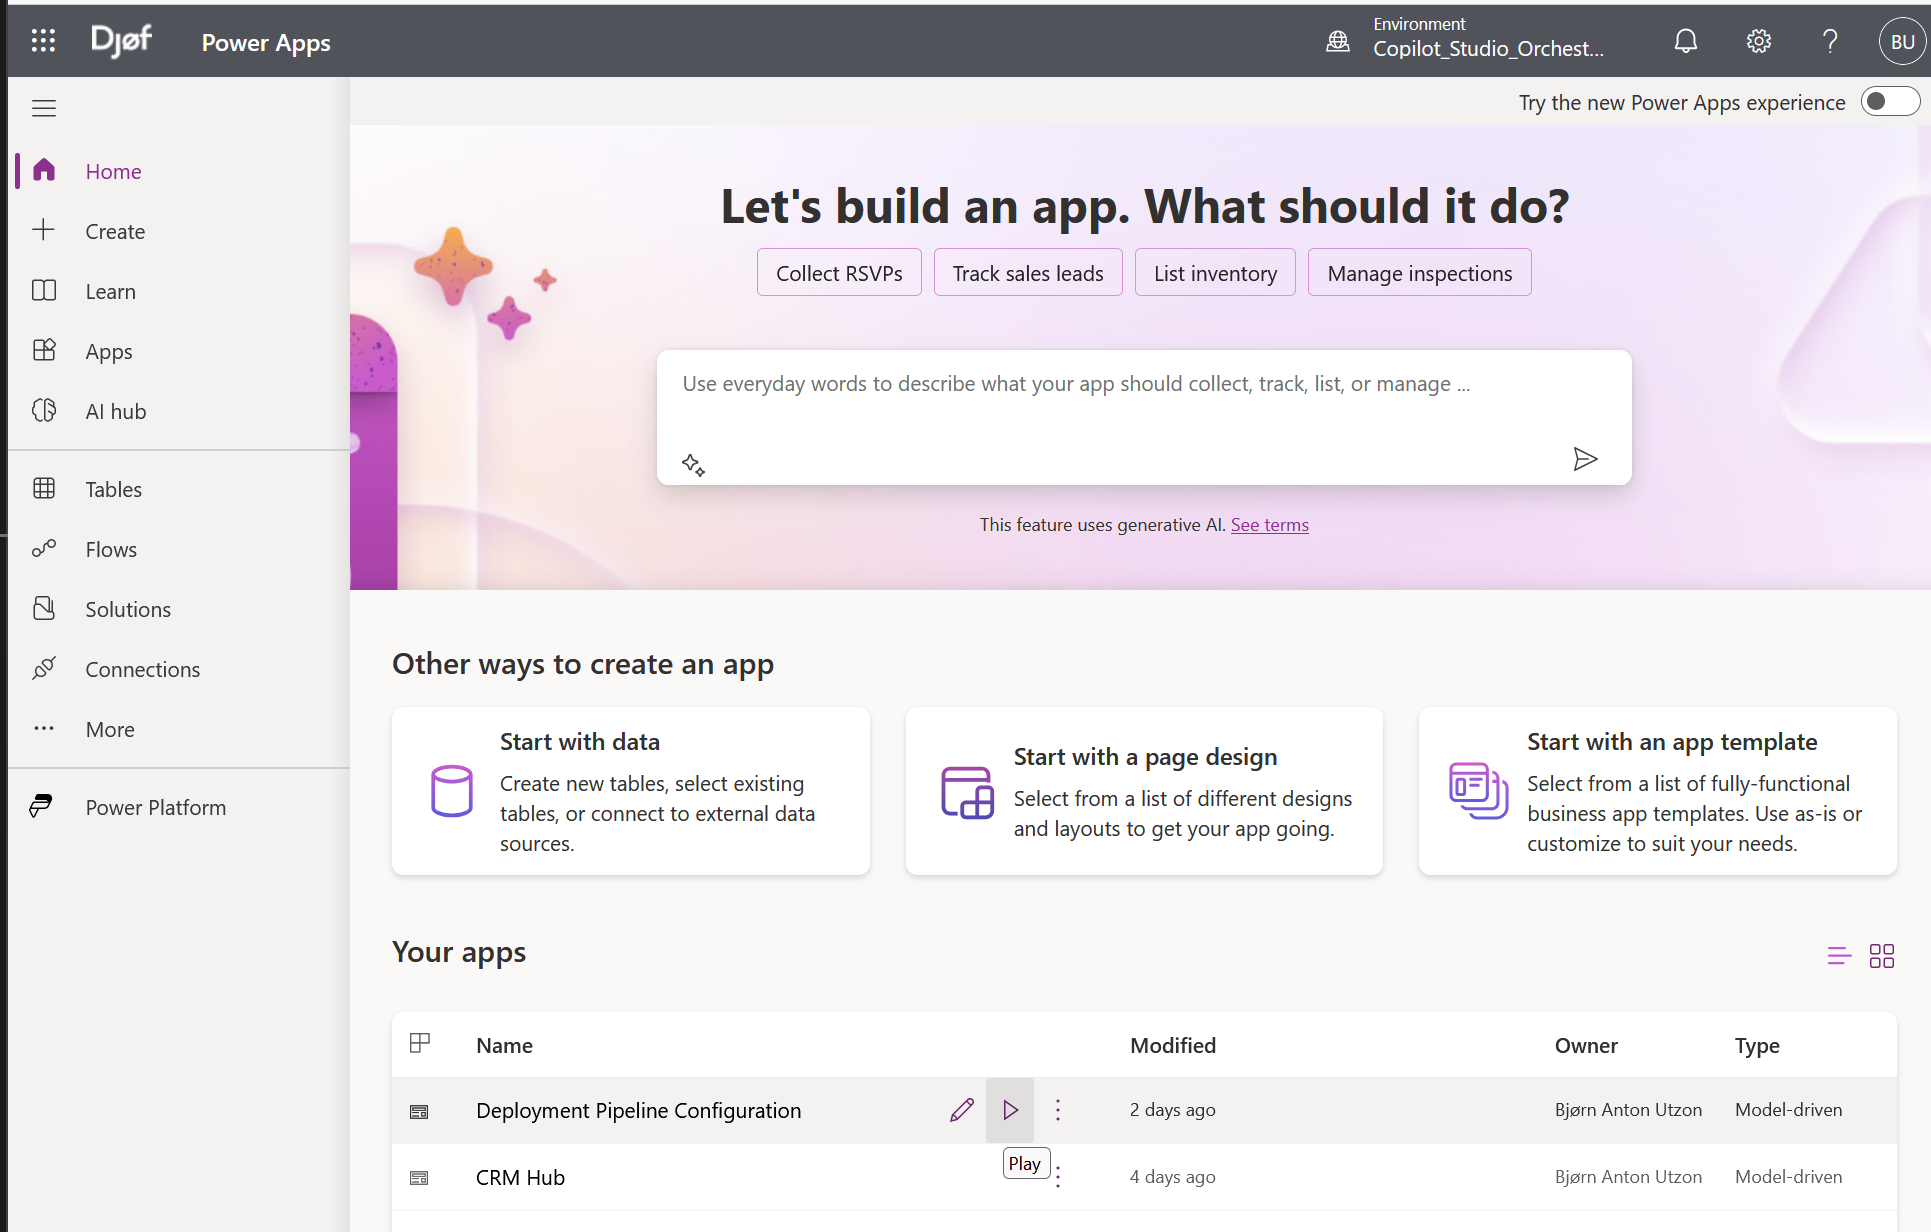 Djøf
Power Apps
Environment
Copilot_Studio_Orchest...
BU
Try the new Power Apps experience
Home
Create
Learn
Apps
AI hub
Tables
Flows
Solutions
Connections
More
Power Platform
Let's build an app. What should it do?
Collect RSVPs
Track sales leads
List inventory
Manage inspections
Use everyday words to describe what your app should collect, track, list, or manage ...
This feature uses generative AI. See terms
Other ways to create an app
Start with data
Create new tables, select existing
tables, or connect to external data
sources.
Start with a page design
Select from a list of different designs
and layouts to get your app going.
Start with an app template
Select from a list of fully-functional
business app templates. Use as-is or
customize to suit your needs.
Your apps
Name Modified Owner Type
Deployment Pipeline Configuration 2 days ago Bjørn Anton Utzon Model-driven
Play
CRM Hub 4 days ago Bjørn Anton Utzon Model-driven